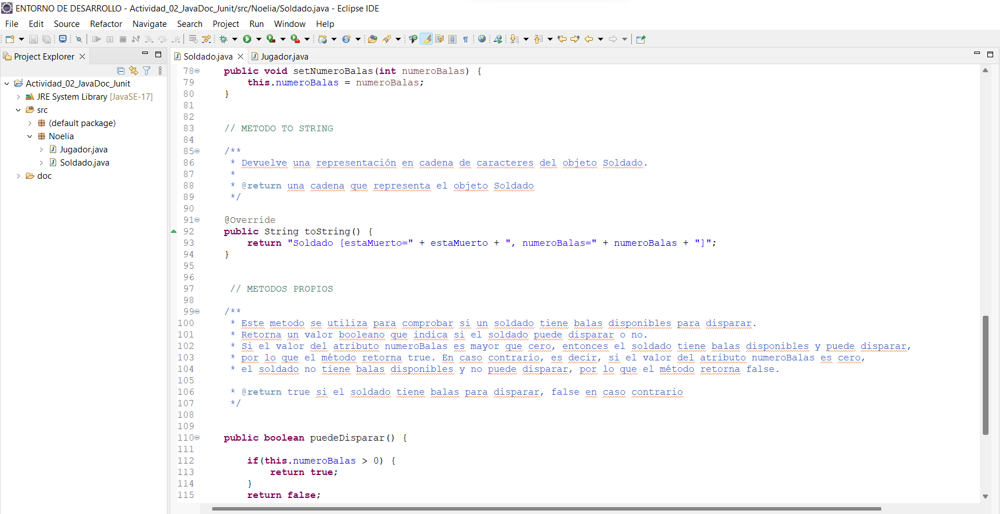 ENTORNO DE DESARROLLO - Actividad_02_JavaDoc_Junit/src/Noelia/Soldado.java - Eclipse IDE
File Edit Source Refactor Navigate Search Project Run Window Help
Project Explorer
Soldado.java Jugador.java
Actividad_02_JavaDoc_Junit
JRE System Library [JavaSE-17]
src
(default package)
Noelia
Jugador.java
Soldado.java
doc
78 public void setNumeroBalas(int numeroBalas) {
79 this.numeroBalas = numeroBalas;
80 }
81
82
83 // METODO TO STRING
84
85 /**
86 * Devuelve una representación en cadena de caracteres del objeto Soldado.
87 *
88 * @return una cadena que representa el objeto Soldado
89 */
90
91 @Override
92 public String toString() {
93 return "Soldado [estaMuerto=" + estaMuerto + ", numeroBalas=" + numeroBalas + "]";
94 }
95
96
97 // METODOS PROPIOS
98
99 /**
100 * Este metodo se utiliza para comprobar si un soldado tiene balas disponibles para disparar.
101 * Retorna un valor booleano que indica si el soldado puede disparar o no.
102 * Si el valor del atributo numeroBalas es mayor que cero, entonces el soldado tiene balas disponibles y puede disparar,
103 * por lo que el método retorna true. En caso contrario, es decir, si el valor del atributo numeroBalas es cero,
104 * el soldado no tiene balas disponibles y no puede disparar, por lo que el método retorna false.
105
106 * @return true si el soldado tiene balas para disparar, false en caso contrario
107 */
108
109
110 public boolean puedeDisparar() {
111
112 if(this.numeroBalas > 0) {
113 return true;
114 }
115 return false;